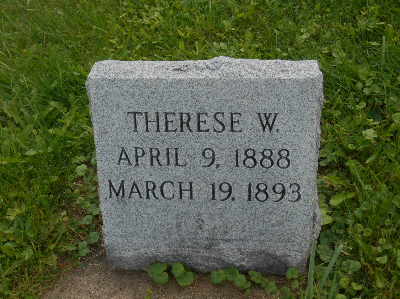 THERESE W.
APRIL 9, 1888
MARCH 19, 1893